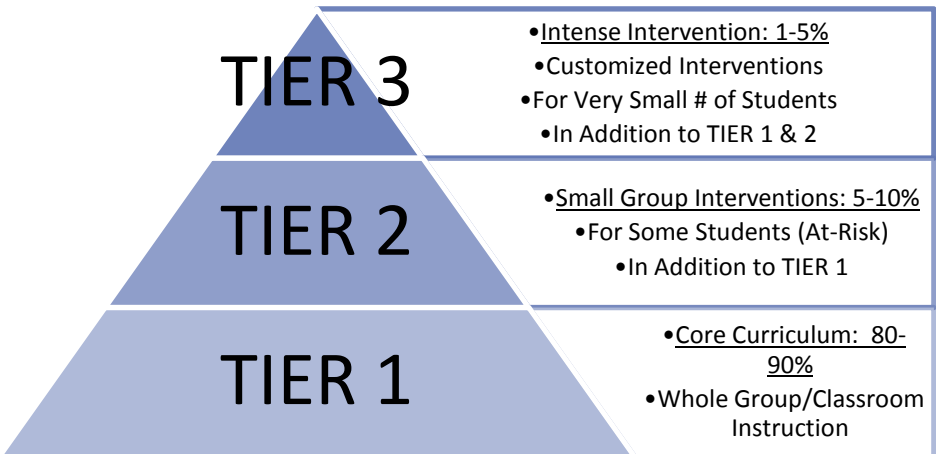 TIER 3
•Intense Intervention: 1-5%
•Customized Interventions
•For Very Small # of Students
•In Addition to TIER 1 & 2
TIER 2
•Small Group Interventions: 5-10%
•For Some Students (At-Risk)
•In Addition to TIER 1
TIER 1
•Core Curriculum:  80-
90%
•Whole Group/Classroom
Instruction